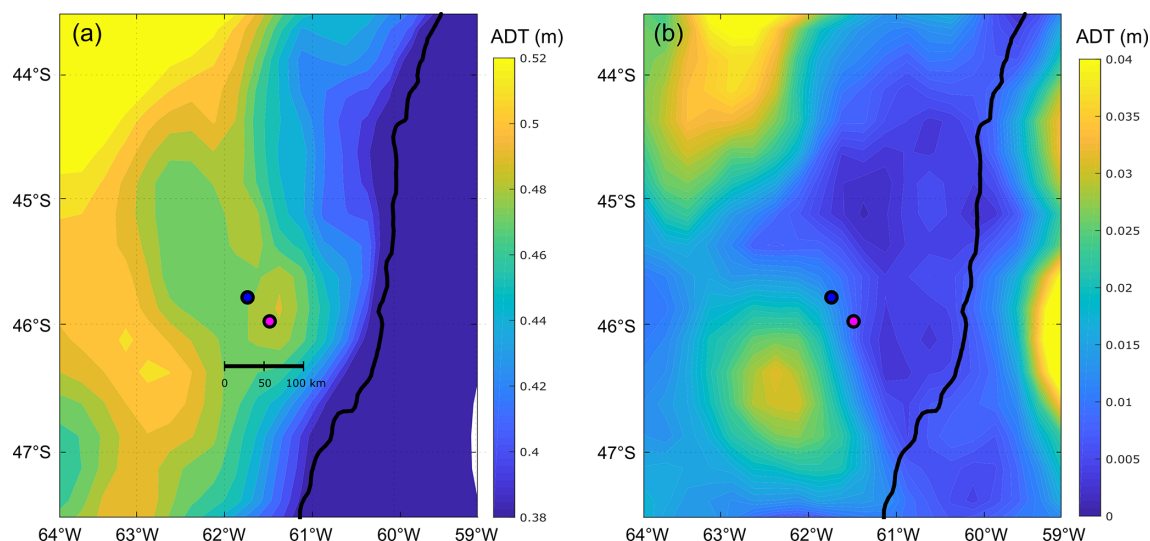 (a)
ADT (m)
0.52
0.5
0.48
0.46
0.44
0.42
0.4
0.38
44°S
45°S
46°S
47°S
64°W
63°W
62°W
61°W
60°W
59°W
0 50 100 km
(b)
ADT (m)
0.04
0.035
0.03
0.025
0.02
0.015
0.01
0.005
0
44°S
45°S
46°S
47°S
64°W
63°W
62°W
61°W
60°W
59°W